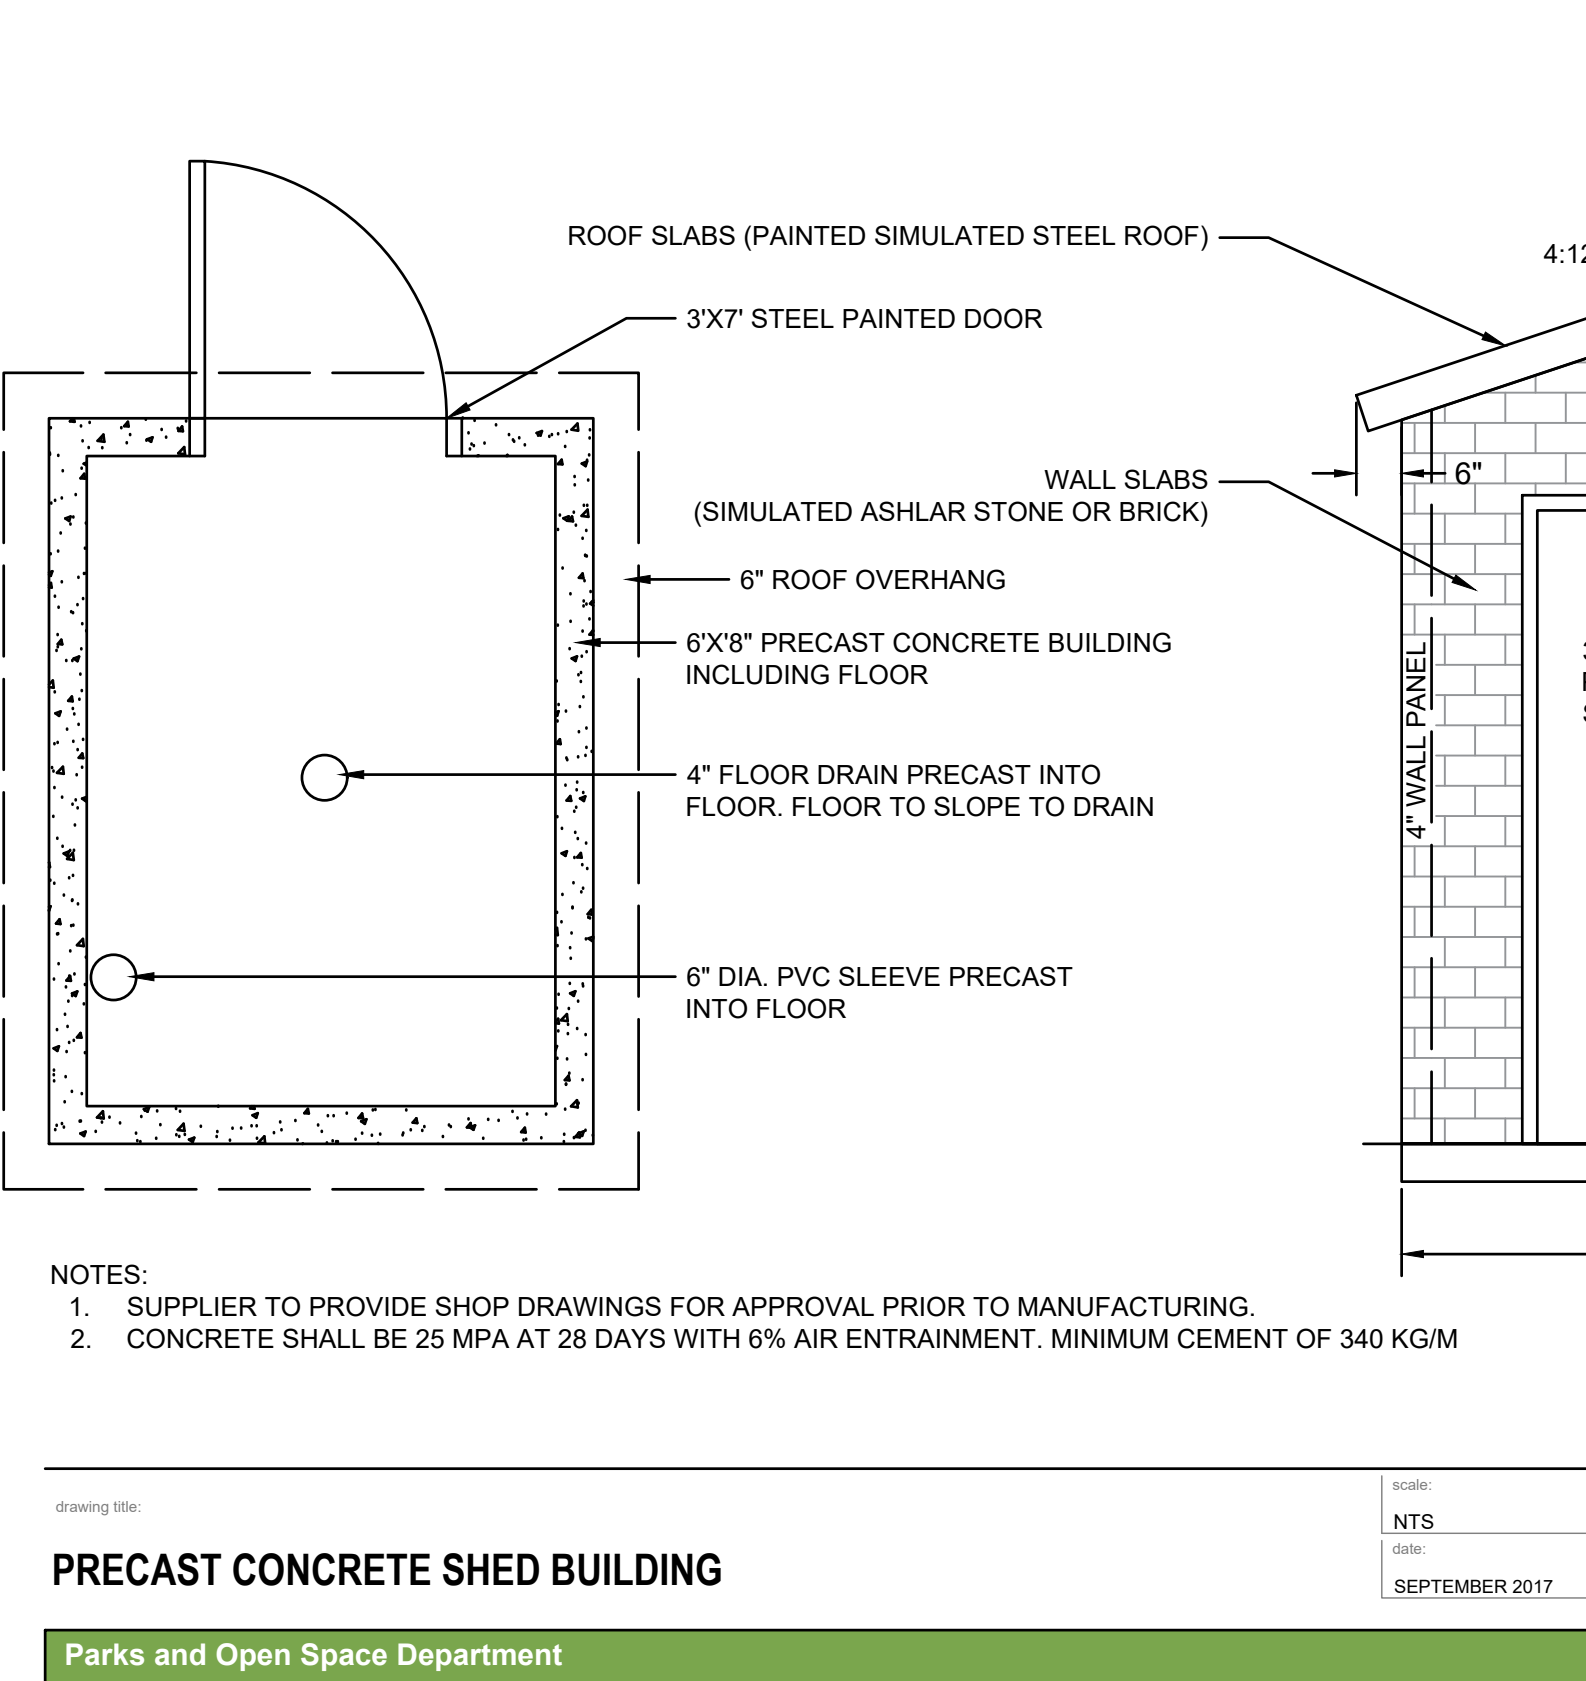 ROOF SLABS (PAINTED SIMULATED STEEL ROOF)
4:12
3'X7' STEEL PAINTED DOOR
6"
WALL SLABS
(SIMULATED ASHLAR STONE OR BRICK)
6" ROOF OVERHANG
6'X'8" PRECAST CONCRETE BUILDING
INCLUDING FLOOR
4" WALL PANEL
4" FLOOR DRAIN PRECAST INTO
FLOOR. FLOOR TO SLOPE TO DRAIN
6" DIA. PVC SLEEVE PRECAST
INTO FLOOR
NOTES:
1. SUPPLIER TO PROVIDE SHOP DRAWINGS FOR APPROVAL PRIOR TO MANUFACTURING.
2. CONCRETE SHALL BE 25 MPA AT 28 DAYS WITH 6% AIR ENTRAINMENT. MINIMUM CEMENT OF 340 KG/M
drawing title:
PRECAST CONCRETE SHED BUILDING
scale:
NTS
date:
SEPTEMBER 2017
Parks and Open Space Department